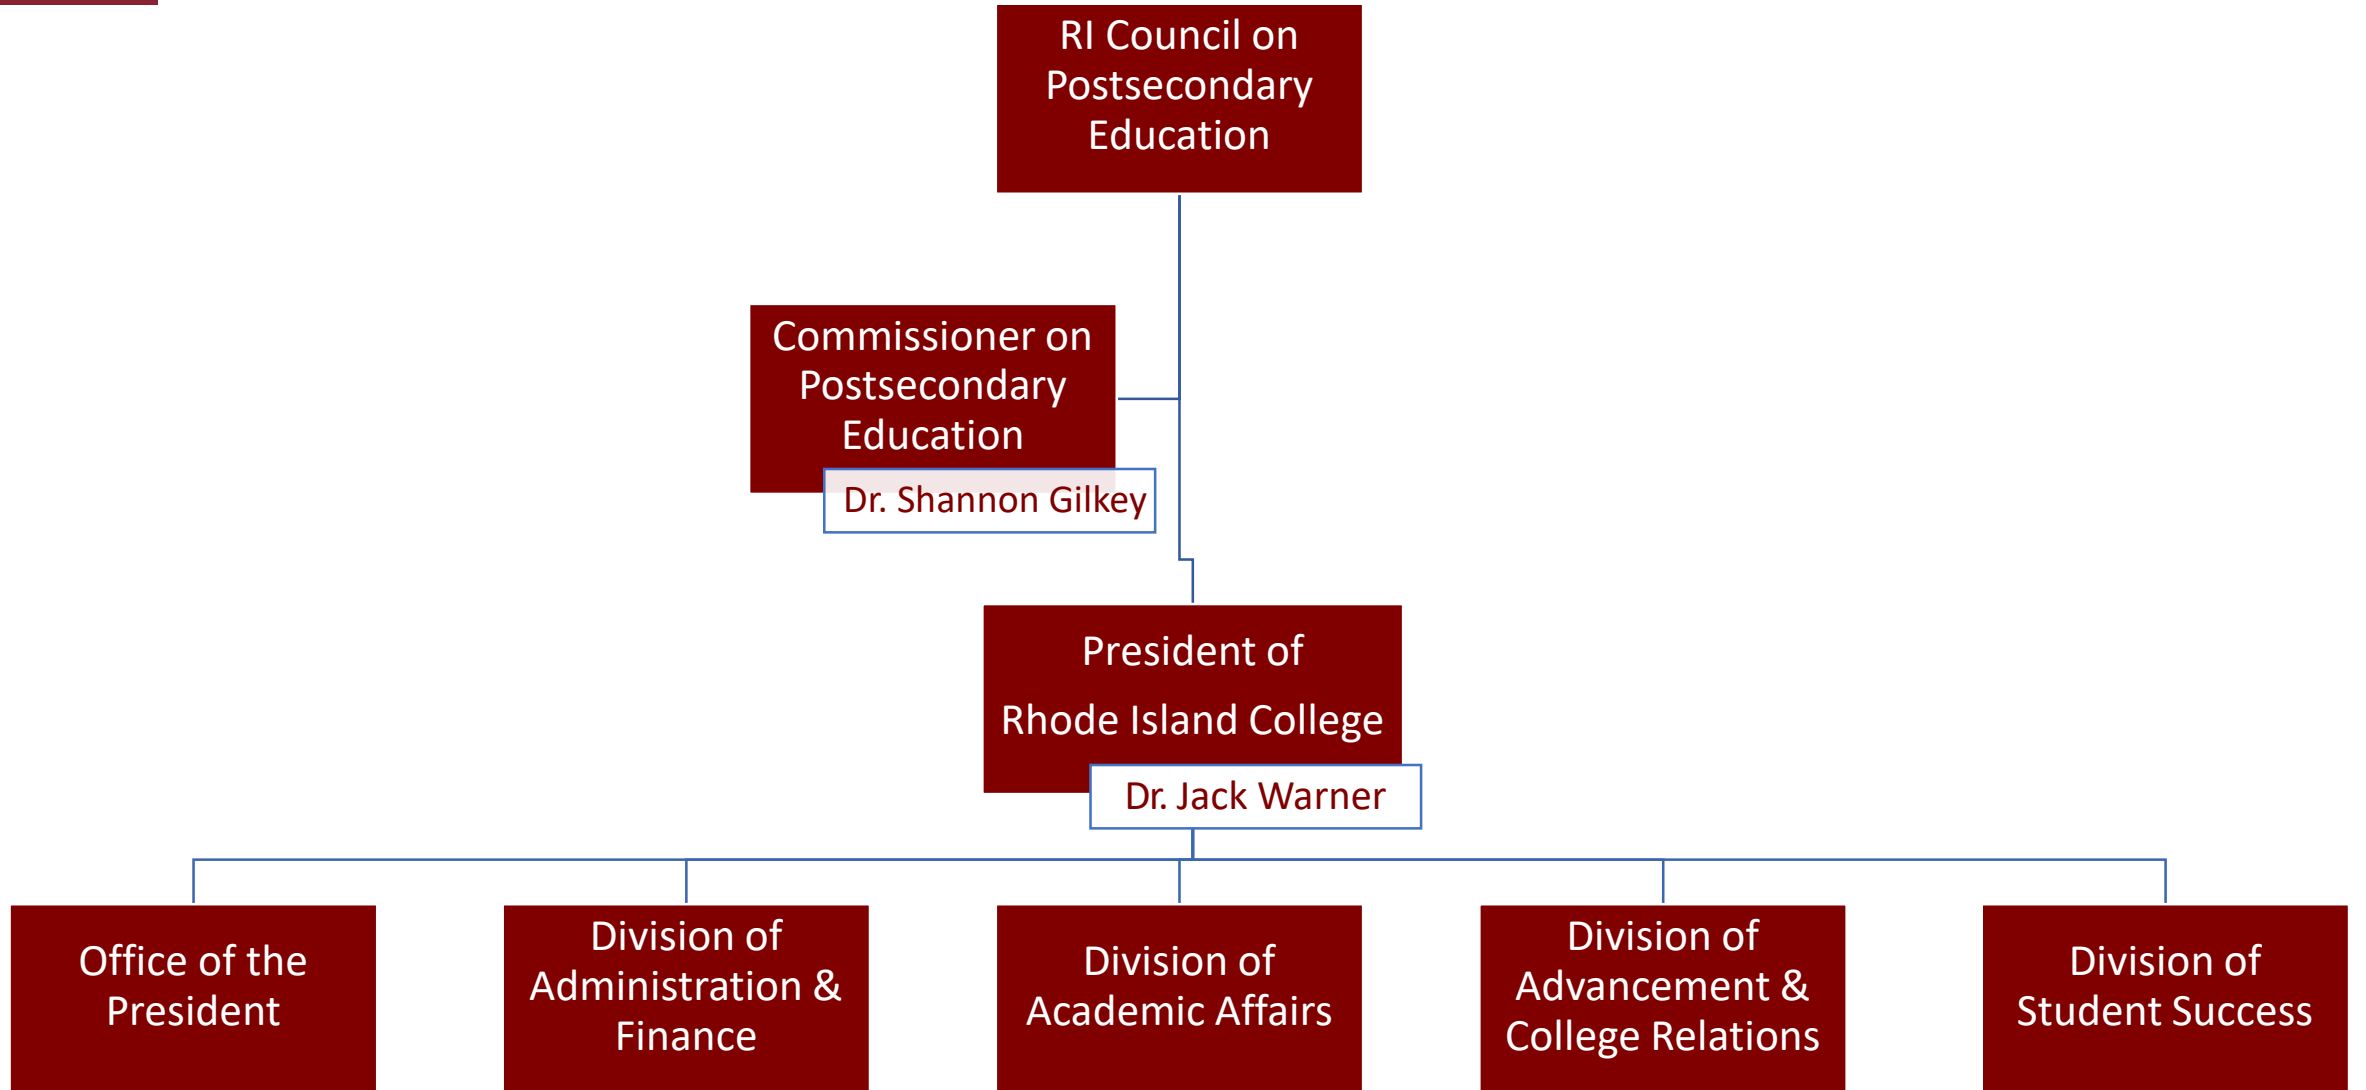 RI Council on
Postsecondary
Education
Commissioner on
Postsecondary
Education
Dr. Shannon Gilkey
President of
Rhode Island College
Dr. Jack Warner
Office of the
President
Division of
Administration &
Finance
Division of
Academic Affairs
Division of
Advancement &
College Relations
Division of
Student Success